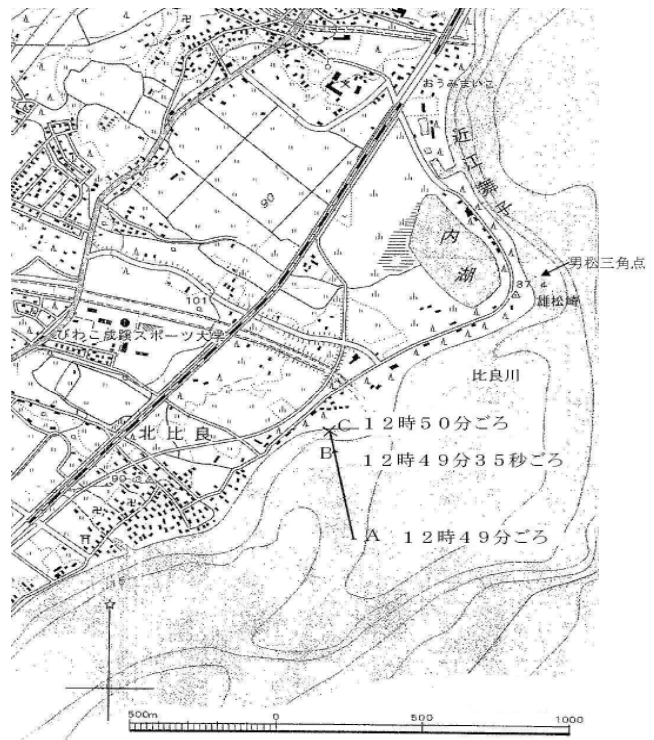 おうみまいこ
近江舞子
90
内湖
男松三角点
87
雄松崎
101
びわこ成蹊スポーツ大学
比良川
北比良
C 12時50分ごろ
B 12時49分35秒ごろ
90
A 12時49分ごろ
500m 0 500 1000